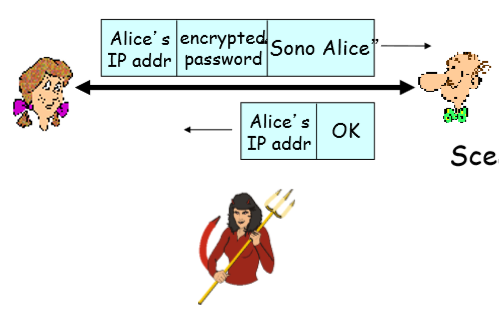 Alice's
IP addr
encrypted
password
“Sono Alice”
Alice's
IP addr
OK
Sce